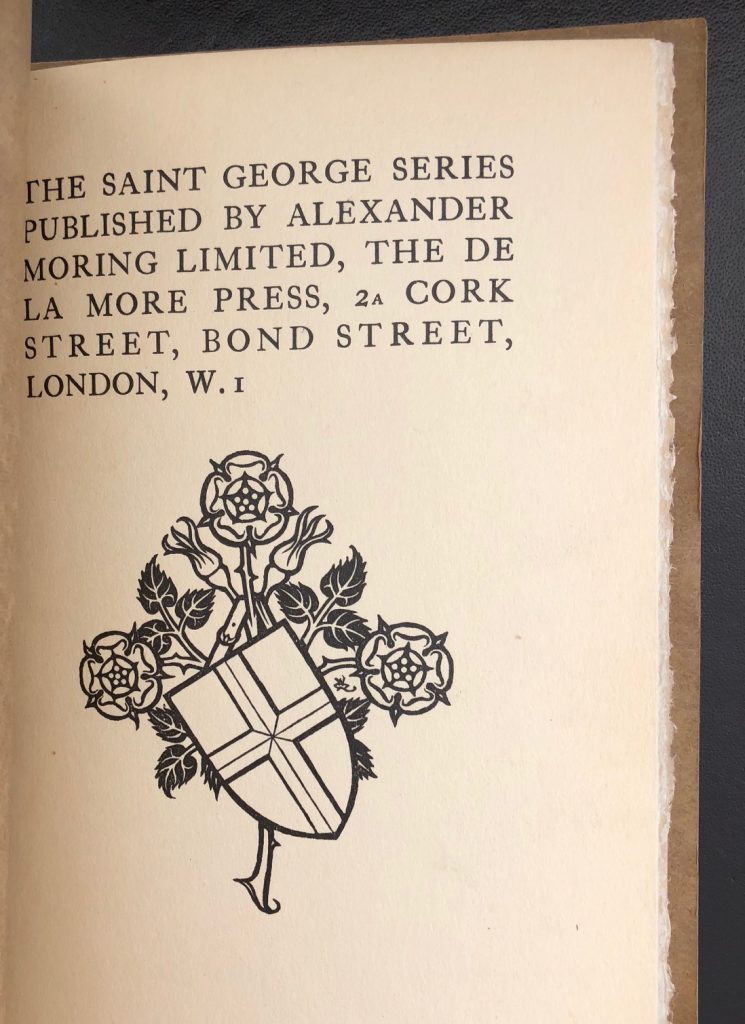 THE SAINT GEORGE SERIES
PUBLISHED BY ALEXANDER
MORING LIMITED, THE DE
LA MORE PRESS, 2A CORK
STREET, BOND STREET,
LONDON, W. 1